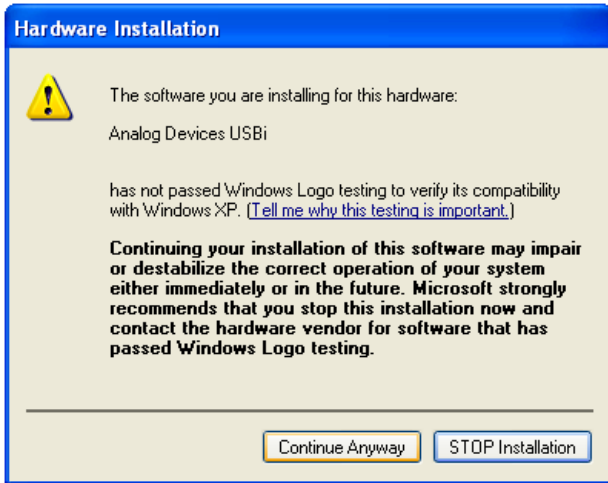 Hardware Installation
The software you are installing for this hardware:
Analog Devices USBi
has not passed Windows Logo testing to verify its compatibility
with Windows XP. (Tell me why this testing is important.)
Continuing your installation of this software may impair
or destabilize the correct operation of your system
either immediately or in the future. Microsoft strongly
recommends that you stop this installation now and
contact the hardware vendor for software that has
passed Windows Logo testing.
Continue Anyway
STOP Installation